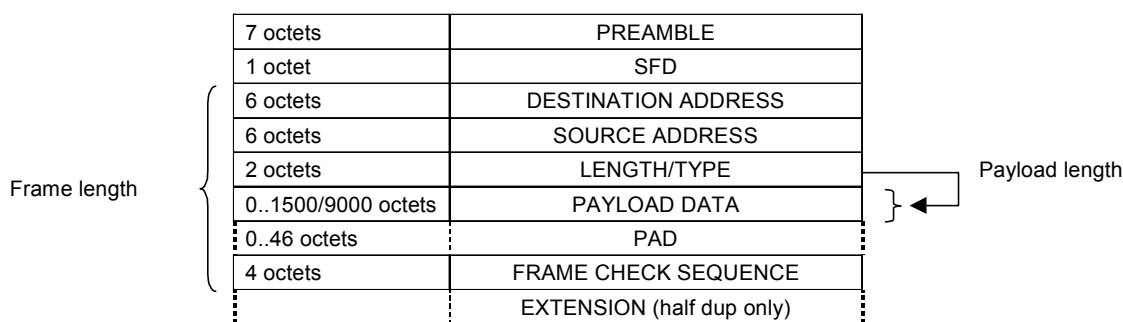 7 octets PREAMBLE
1 octet SFD
6 octets DESTINATION ADDRESS
6 octets SOURCE ADDRESS
2 octets LENGTH/TYPE Payload length
Frame length
0..1500/9000 octets PAYLOAD DATA
0..46 octets PAD
4 octets FRAME CHECK SEQUENCE
EXTENSION (half dup only)